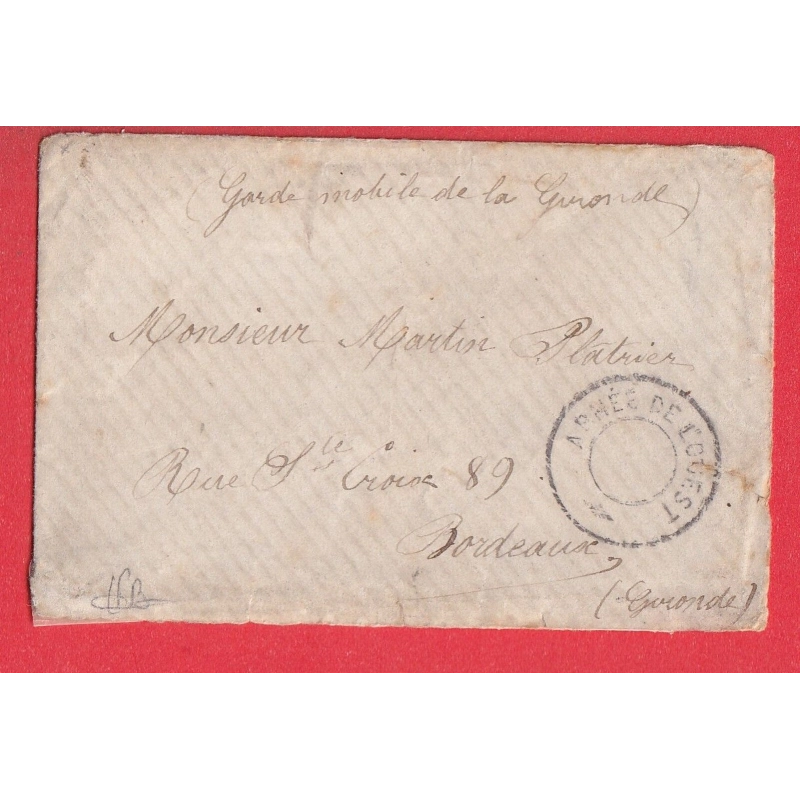 (Garde mobile de la Gironde)
Monsieur Martin Platrier
Rue Ste Croix 89
Bordeaux,
(Gironde)
ARMÉE DE L'OUEST